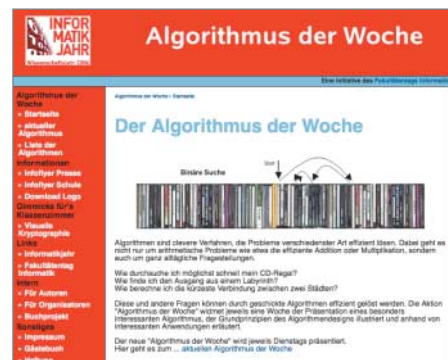 INFOR
MATIK
JAHR
Wissenschaftsjahr 2006
Algorithmus der Woche
Eine Initiative des Fakultätentags Informatik
Algorithmus der
Woche
» Startseite
» aktueller
Algorithmus
» Liste der
Algorithmen
Informationen
» Infoflyer Presse
» Infoflyer Schule
» Download Logo
Gimmicks für's
Klassenzimmer
» Visuelle
Kryptographie
Links
» Informatikjahr
» Fakultätentag
Informatik
Intern
» Für Autoren
» Für Organisatoren
» Buchprojekt
Sonstiges
» Impressum
» Gästebuch
Algorithmus der Woche › Startseite
Der Algorithmus der Woche
Binäre Suche
Algorithmen sind clevere Verfahren, die Probleme verschiedenster Art effizient lösen. Dabei geht es
nicht nur um arithmetische Probleme wie etwa die effiziente Addition oder Multiplikation, sondern
auch um ganz alltägliche Fragestellungen.
Wie durchsuche ich möglichst schnell mein CD-Regal?
Wie finde ich den Ausgang aus einem Labyrinth?
Wie berechne ich die kürzeste Verbindung zwischen zwei Städten?
Diese und andere Fragen können durch geschickte Algorithmen effizient gelöst werden. Die Aktion
"Algorithmus der Woche" widmet jeweils eine Woche der Präsentation eines besonders
interessanten Algorithmus, der Grundprinzipien des Algorithmendesigns illustriert und anhand von
interessanten Anwendungen erläutert.
Der neue "Algorithmus der Woche" wird jeweils Dienstags präsentiert.
Hier geht es zum ... aktuellen Algorithmus der Woche